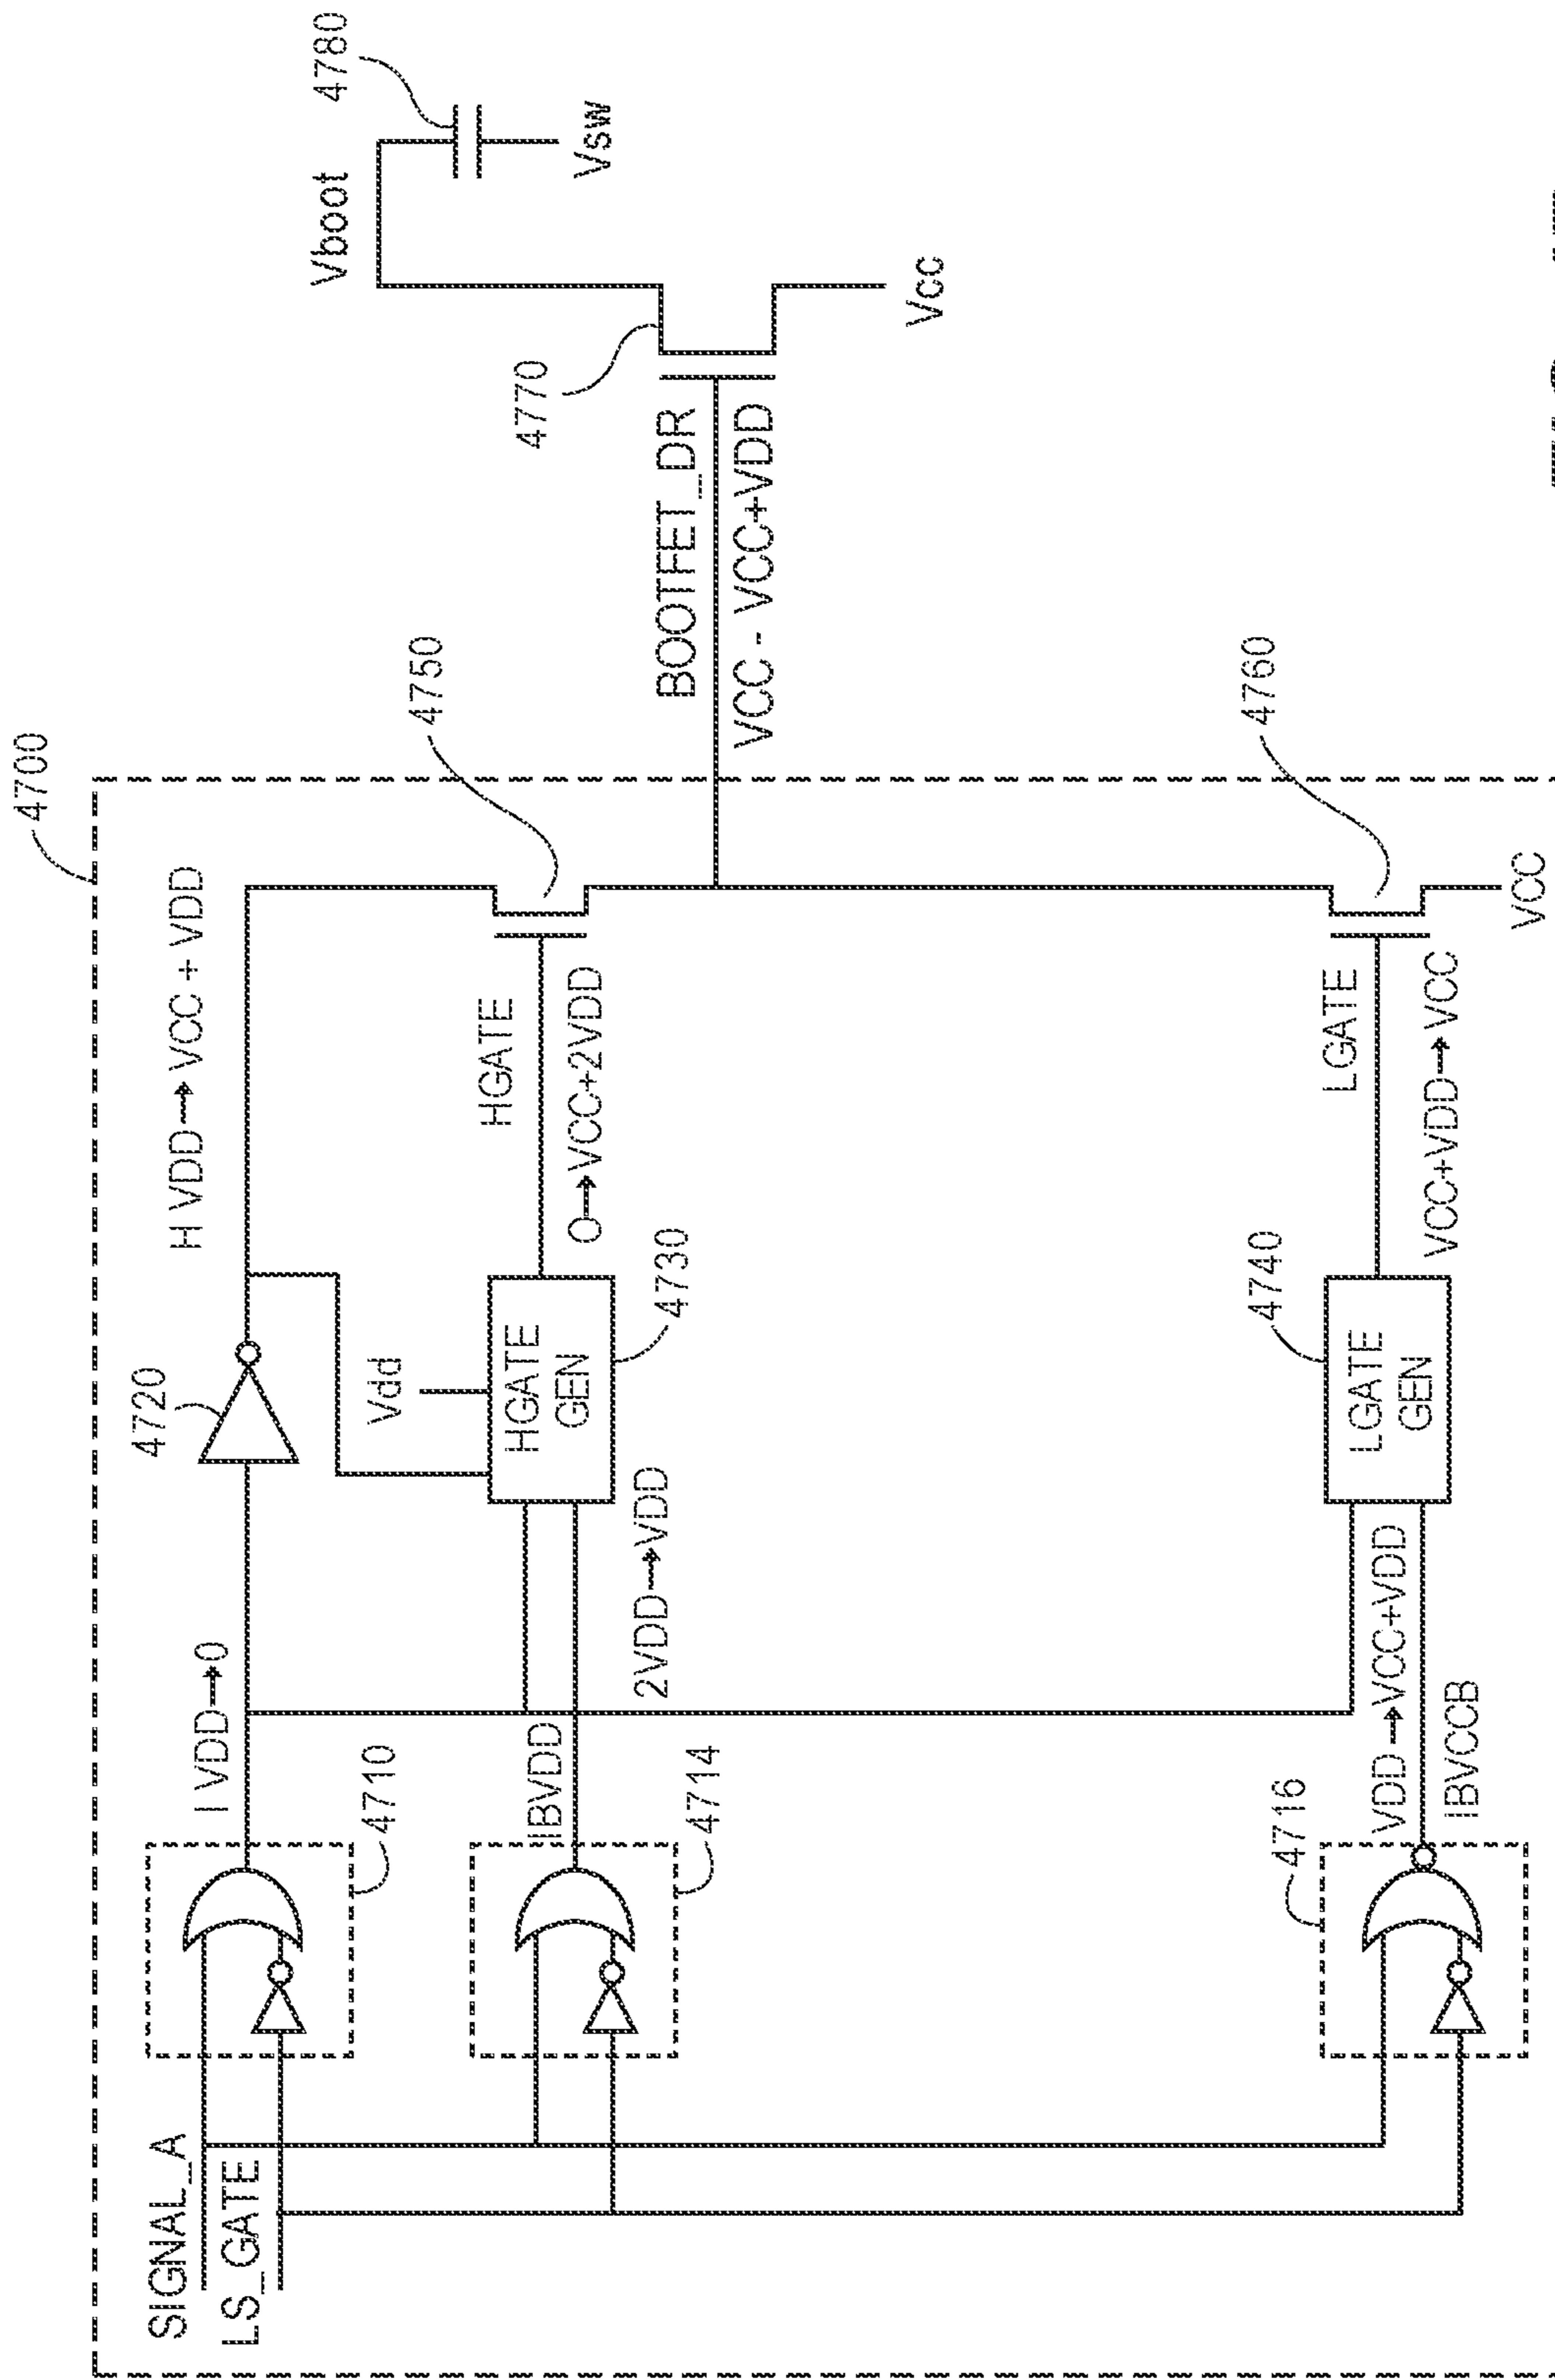 4700
SIGNAL_A
LS_GATE
4710
I VDD→0
4720
H VDD→VCC + VDD
4714
IBVDD
2VDD→VDD
Vdd
HGATE
GEN
4730
HGATE
0→VCC+2VDD
4750
BOOTFET_DR
VCC - VCC+VDD
4770
Vboot
4780
Vsw
Vcc
4716
VDD→VCC+VDD
IBVCCB
4740
LGATE
GEN
LGATE
VCC+VDD→VCC
4760
VCC